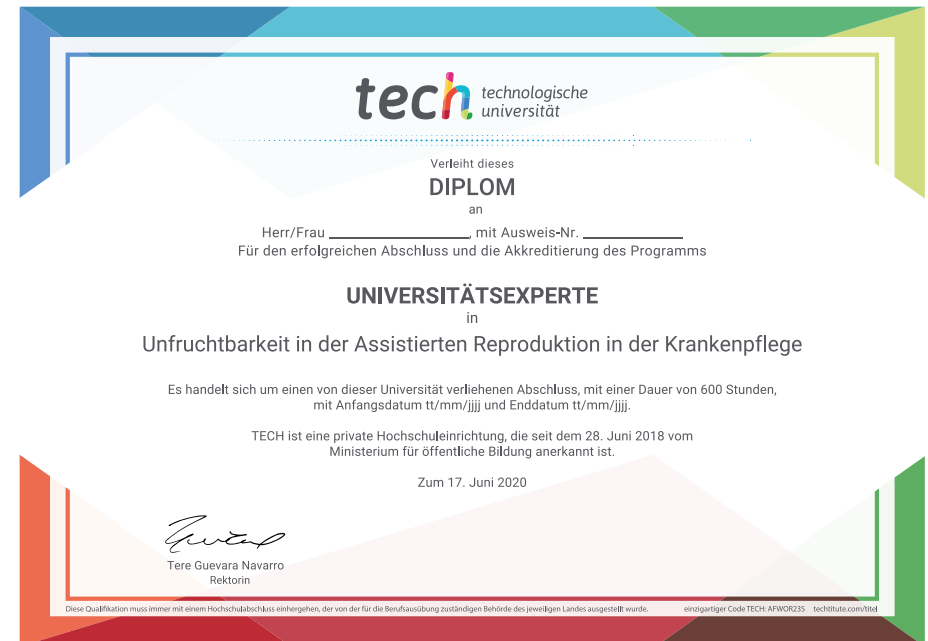 tech technologische
universität
Verleiht dieses
DIPLOM
an
Herr/Frau ____________________, mit Ausweis-Nr. ______________
Für den erfolgreichen Abschluss und die Akkreditierung des Programms
UNIVERSITÄTSEXPERTE
in
Unfruchtbarkeit in der Assistierten Reproduktion in der Krankenpflege
Es handelt sich um einen von dieser Universität verliehenen Abschluss, mit einer Dauer von 600 Stunden,
mit Anfangsdatum tt/mm/jjjj und Enddatum tt/mm/jjjj.
TECH ist eine private Hochschuleinrichtung, die seit dem 28. Juni 2018 vom
Ministerium für öffentliche Bildung anerkannt ist.
Zum 17. Juni 2020
Tere Guevara Navarro
Rektorin
Diese Qualifikation muss immer mit einem Hochschulabschluss einhergehen, der von der für die Berufsausübung zuständigen Behörde des jeweiligen Landes ausgestellt wurde. einzigartiger Code TECH: AFWOR235 techtitute.com/titel